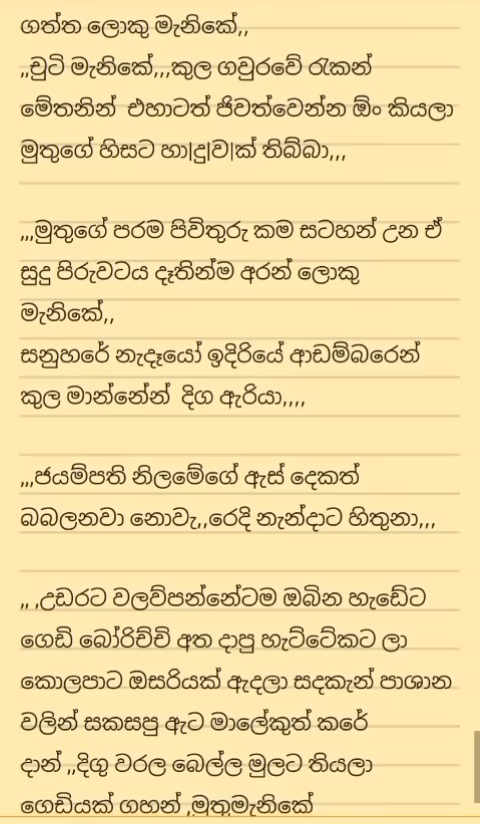 ගත්ත ලොකු මැනිකේ,,
,,චුටි මැනිකේ,,,කුල ගවුරවේ රැකන්
මේතනින් එහාටත් ජිවත්වෙන්න ඕං කියලා
මුතුගේ හිසට හා|දු|ව|ක් තිබ්බා,,,
,,,මුතුගේ පරම පිවිතුරු කම සටහන් උන ඒ
සුදු පිරුවටය දෑතින්ම අරන් ලොකු
මැනිකේ,,
සනුහරේ නැදෑයෝ ඉදිරියේ ආඩම්බරෙන්
කුල මාන්නේන් දිග ඇරියා,,,,
,,,ජයම්පති නිලමේගේ ඇස් දෙකත්
බබලනවා නොවැ,,රෙදි නැන්දාට හිතුනා,,,
,, ,උඩරට වලව්පන්නේටම ඔබින හැඩේට
ගෙඩි බෝරිච්චි අත දාපු හැට්ටේකට ලා
කොලපාට ඔසරියක් ඇදලා සදකැන් පාශාන
වලින් සකසපු ඇට මාලේකුත් කරේ
දාන් ,,දිගු වරල බෙල්ල මුලට තියලා
ගෙඩියක් ගහන් ,මුතුමැනිකේ